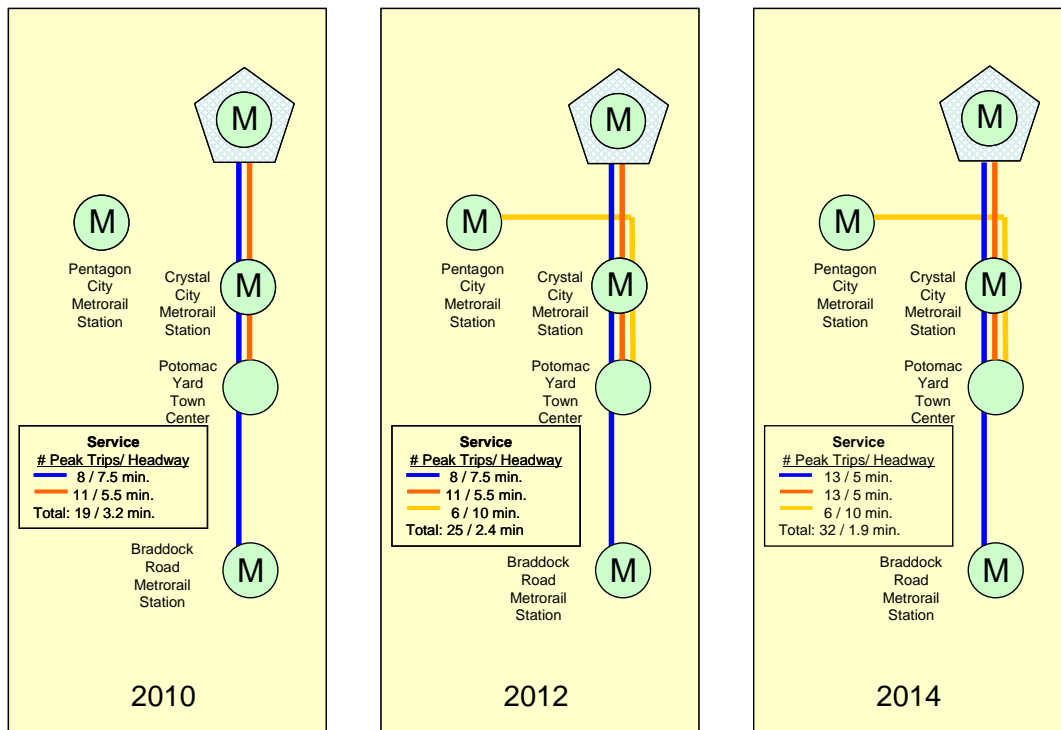 M
M
Pentagon
City
Metrorail
Station
M
Crystal
City
Metrorail
Station
Potomac
Yard
Town
Center
Service
# Peak Trips/ Headway
8 / 7.5 min.
11 / 5.5 min.
Total: 19 / 3.2 min.
Braddock
Road
Metrorail
Station
M
2010
M
M
Pentagon
City
Metrorail
Station
M
Crystal
City
Metrorail
Station
Potomac
Yard
Town
Center
Service
# Peak Trips/ Headway
8 / 7.5 min.
11 / 5.5 min.
6 / 10 min.
Total: 25 / 2.4 min
Braddock
Road
Metrorail
Station
M
2012
M
M
Pentagon
City
Metrorail
Station
M
Crystal
City
Metrorail
Station
Potomac
Yard
Town
Center
Service
# Peak Trips/ Headway
13 / 5 min.
13 / 5 min.
6 / 10 min.
Total: 32 / 1.9 min.
Braddock
Road
Metrorail
Station
M
2014